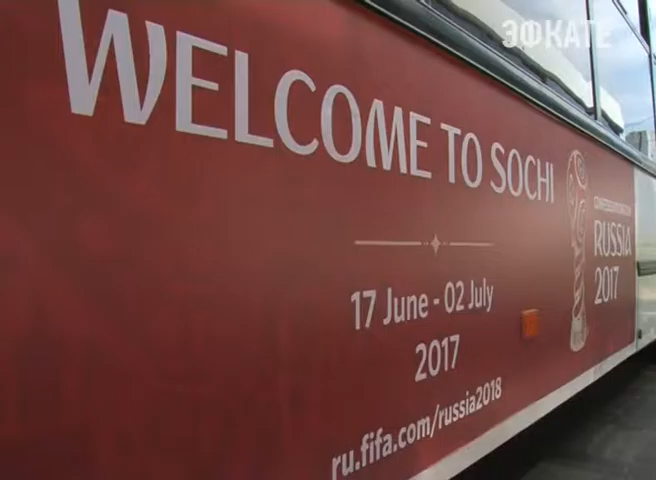 ЭФКАТЕ
WELCOME TO SOCHI
17 June - 02 July
2017
ru.fifa.com/russia2018
RUSSIA
2017